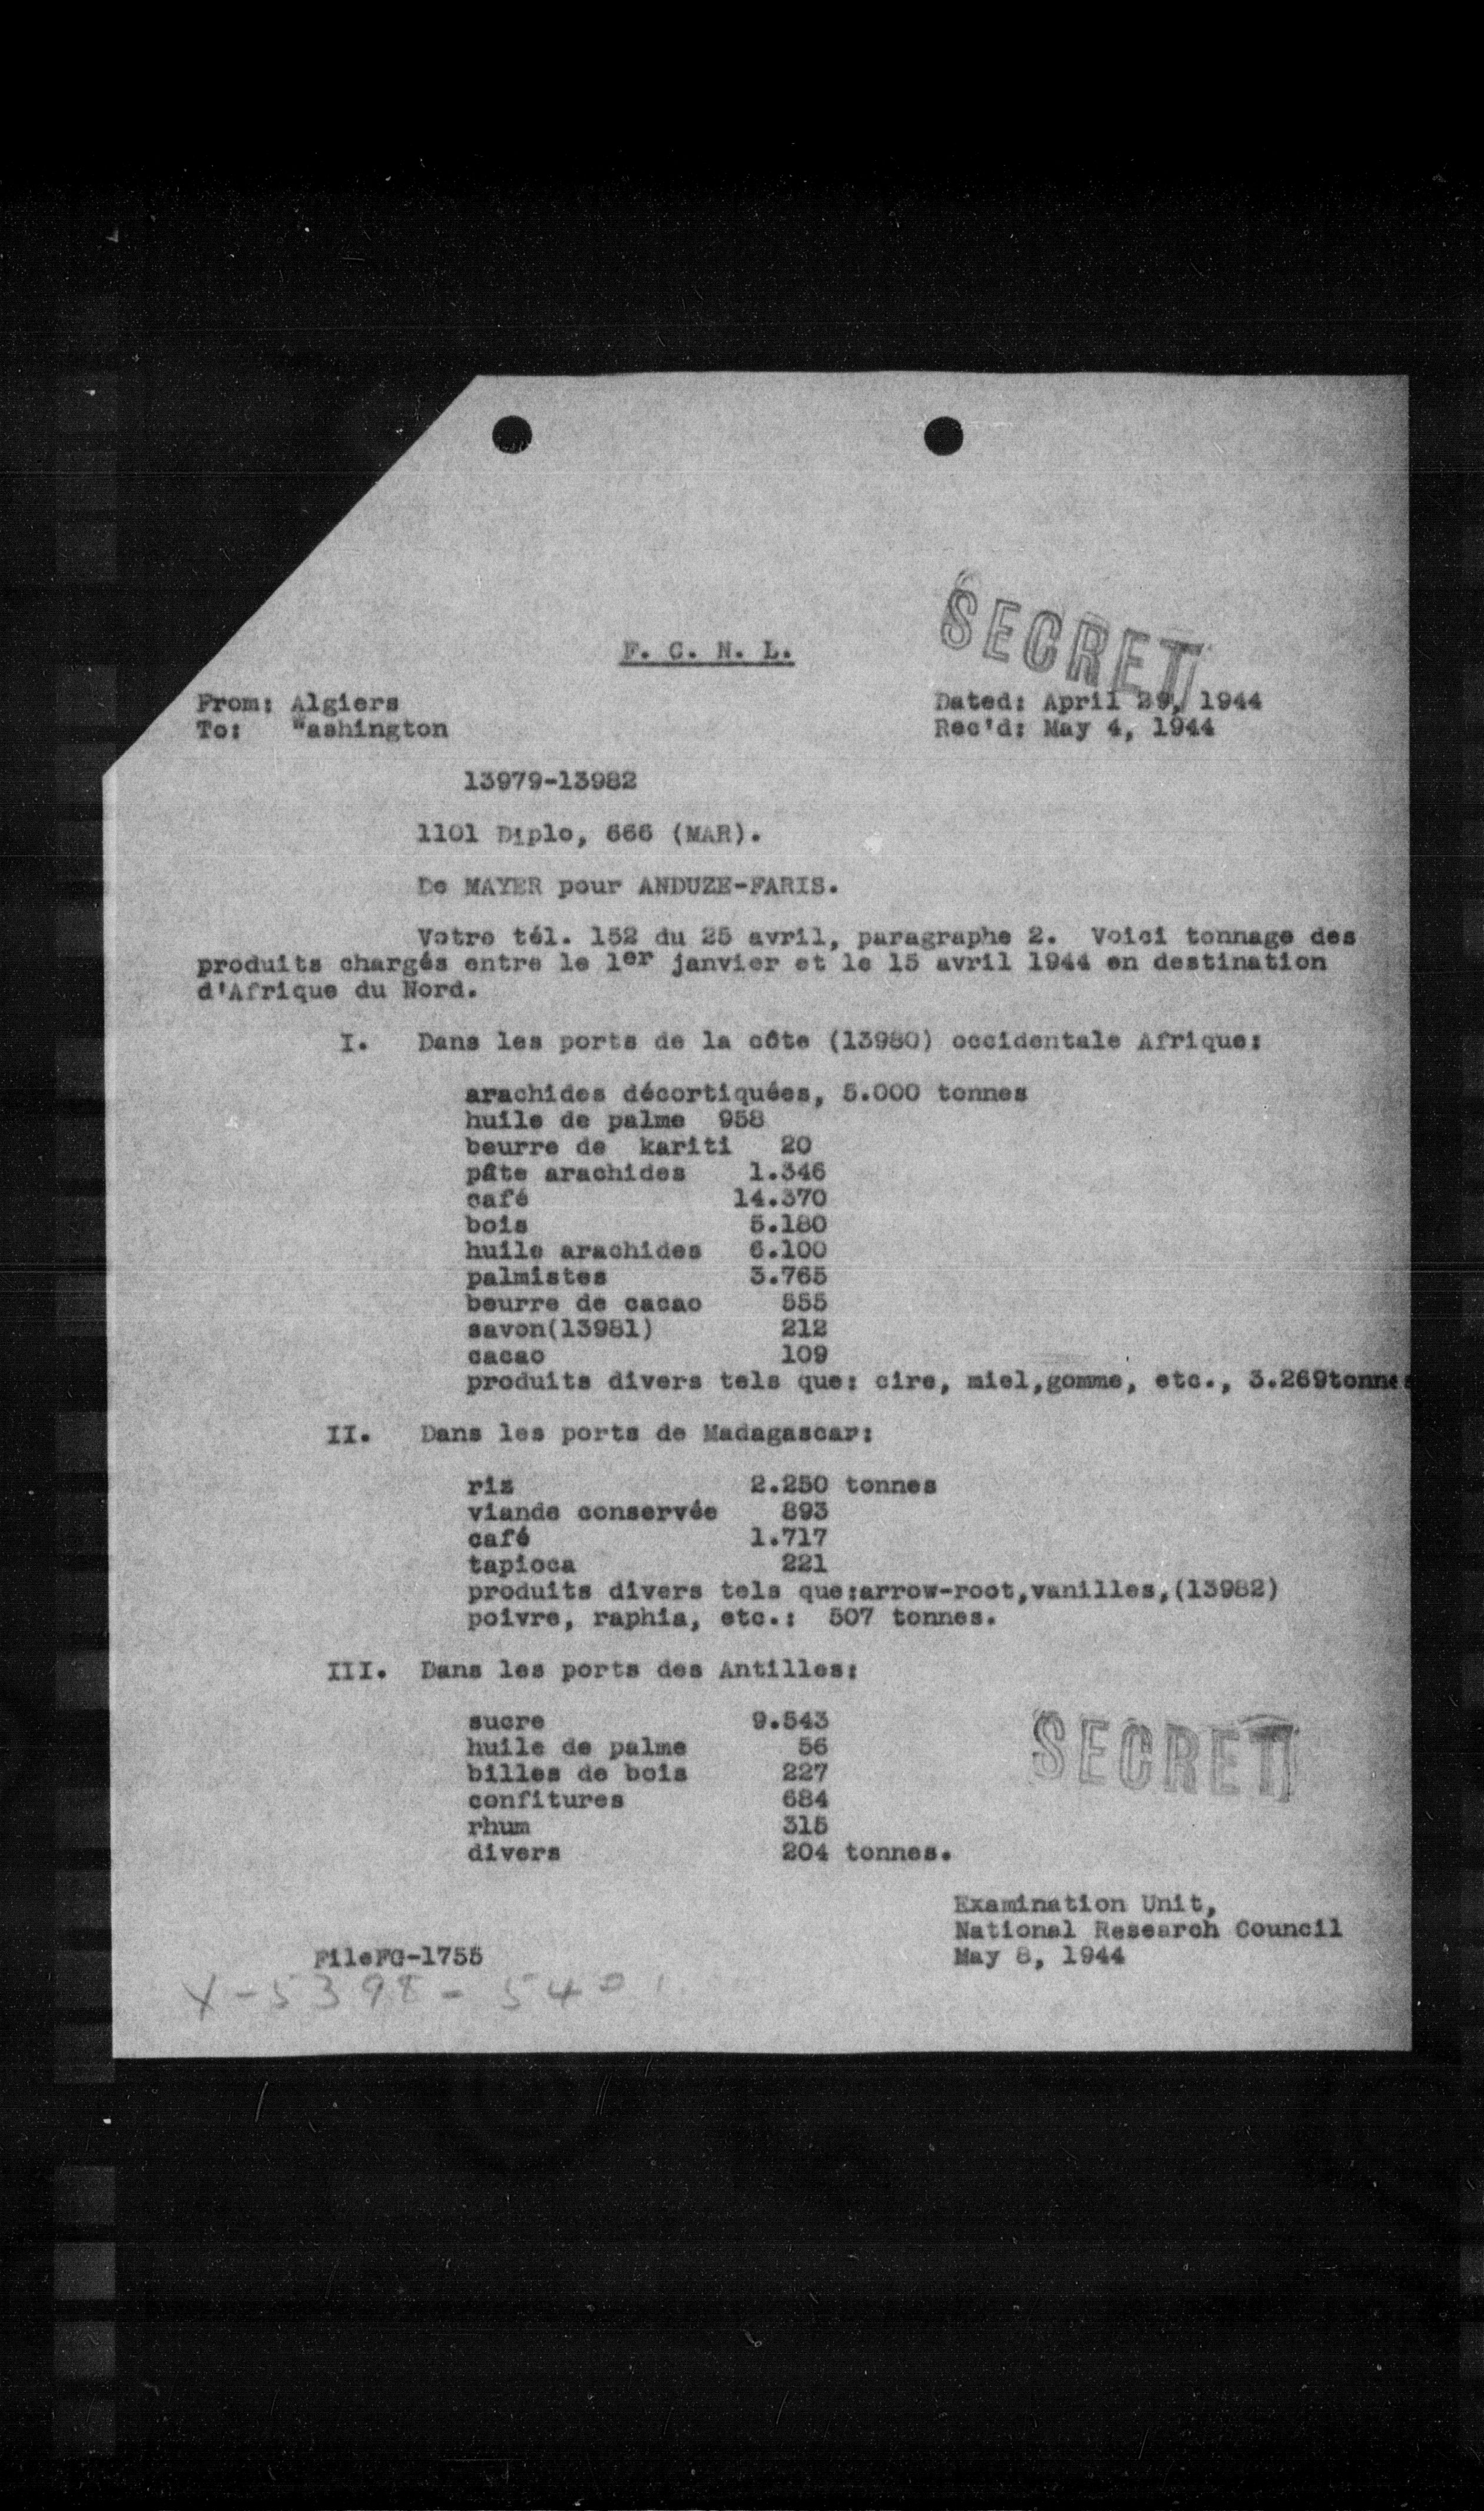 SECRET
F. C. N. L.
From: Algiers
Dated: April 29, 1944
To: Washington
Rec'd: May 4, 1944
13979-13982
1101 Diplo, 666 (MAR).
De MAYER pour ANDUZE-FARIS.
Votre tél. 152 du 25 avril, paragraphe 2. Voici tonnage des
produits chargés entre le 1er janvier et le 15 avril 1944 en destination
d'Afrique du Nord.
I. Dans les ports de la côte (13980) occidentale Afrique:
arachides décortiquées, 5.000 tonnes
huile de palme 958
beurre de kariti 20
pâte arachides 1.346
café 14.370
bois 5.180
huile arachides 6.100
palmistes 3.765
beurre de cacao 555
savon(13981) 212
cacao 109
produits divers tels que: cire, miel,gomme, etc., 3.269tonnes
II. Dans les ports de Madagascar:
riz 2.250 tonnes
viande conservée 893
café 1.717
tapioca 221
produits divers tels que:arrow-root,vanilles,(13982)
poivre, raphia, etc.: 507 tonnes.
III. Dans les ports des Antilles:
sucre 9.543
huile de palme 56
billes de bois 227
confitures 684
rhum 315
divers 204 tonnes.
SECRET
Examination Unit,
National Research Council
May 8, 1944
FileFG-1755
X-5398-5401